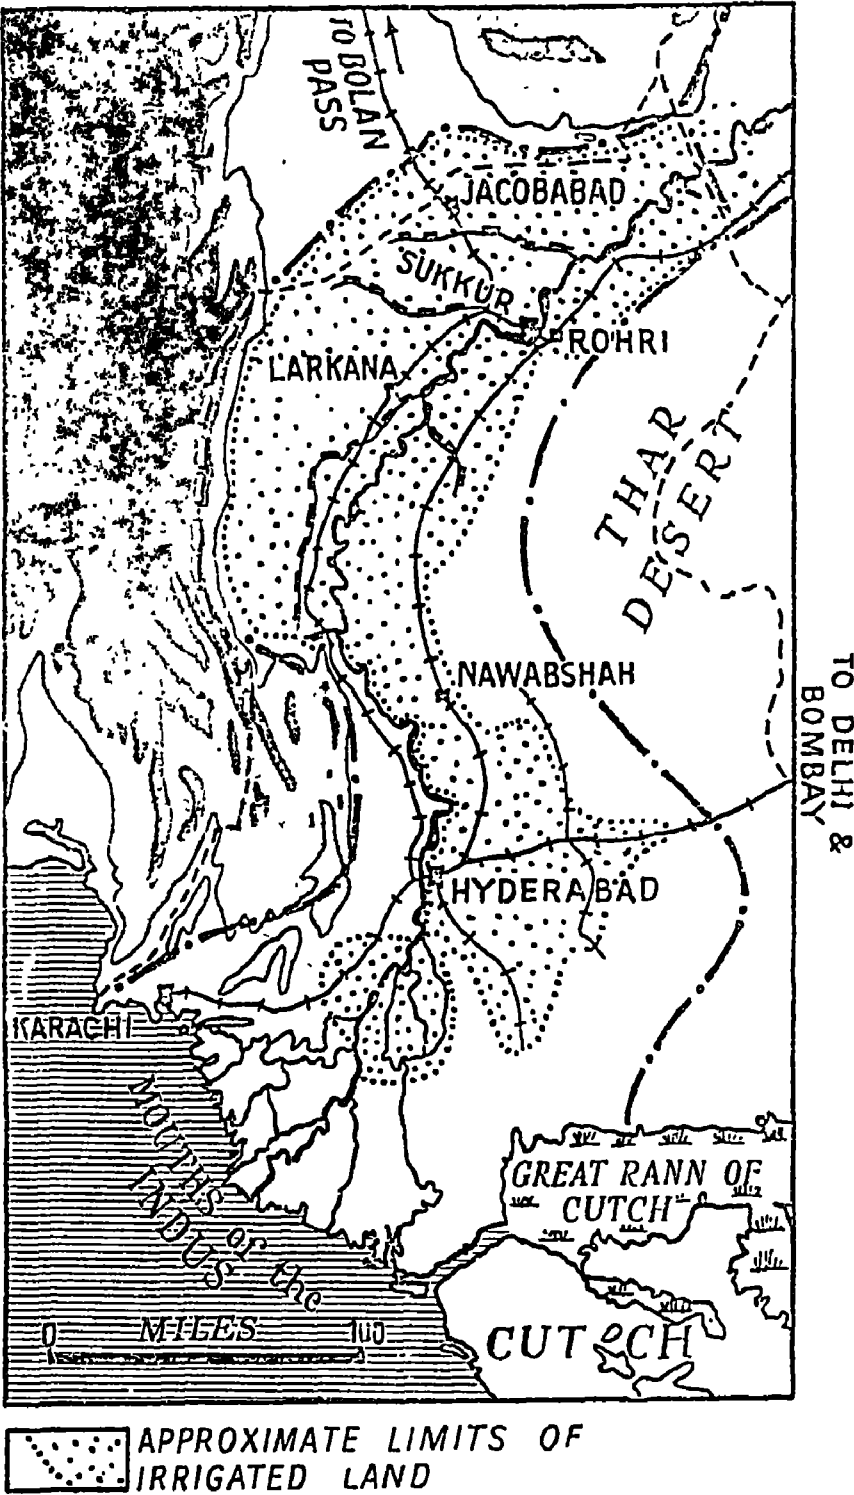 TO BOLAN
PASS
JACOBABAD
SUKKUR
ROHRI
LARKANA
THAR
DESERT
NAWABSHAH
TO DELHI &
BOMBAY
HYDERABAD
KARACHI
MOUTHS of the
INDUS
GREAT RANN OF
CUTCH
0 MILES 100
CUTCH
APPROXIMATE LIMITS OF
IRRIGATED LAND